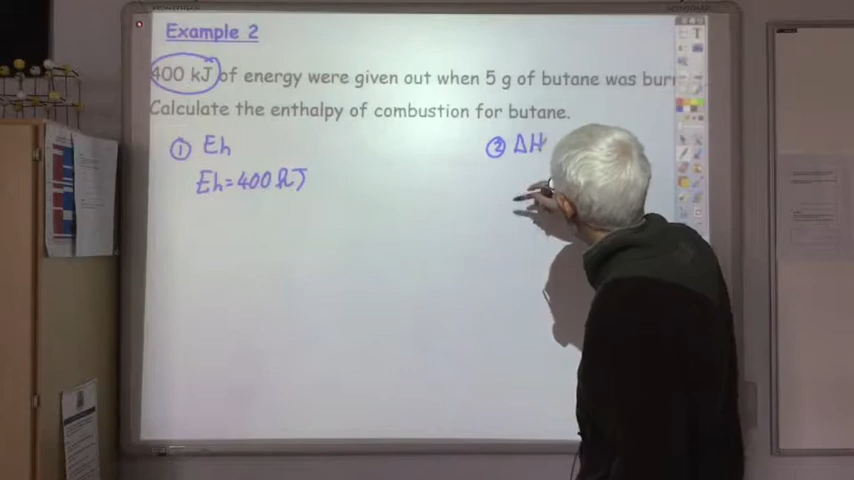 Example 2
400 kJ of energy were given out when 5 g of butane was bur
Calculate the enthalpy of combustion for butane.
① Eh
② ΔH
Eh = 400 kJ